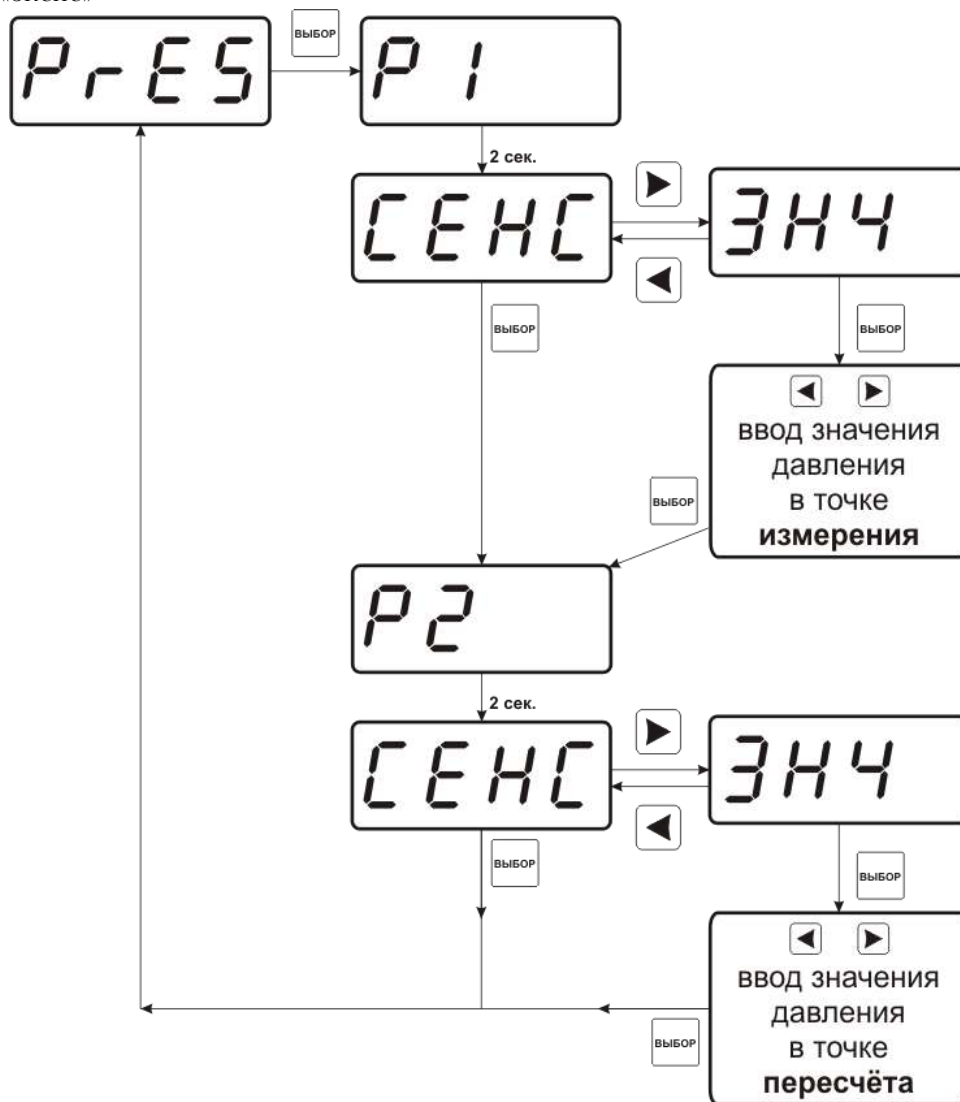 PrES
ВЫБОР
P1
2 сек.
СЕНС
ЗНЧ
ВЫБОР
ВЫБОР
ввод значения
давления
в точке
измерения
ВЫБОР
P2
2 сек.
СЕНС
ЗНЧ
ВЫБОР
ВЫБОР
ввод значения
давления
в точке
пересчёта
ВЫБОР